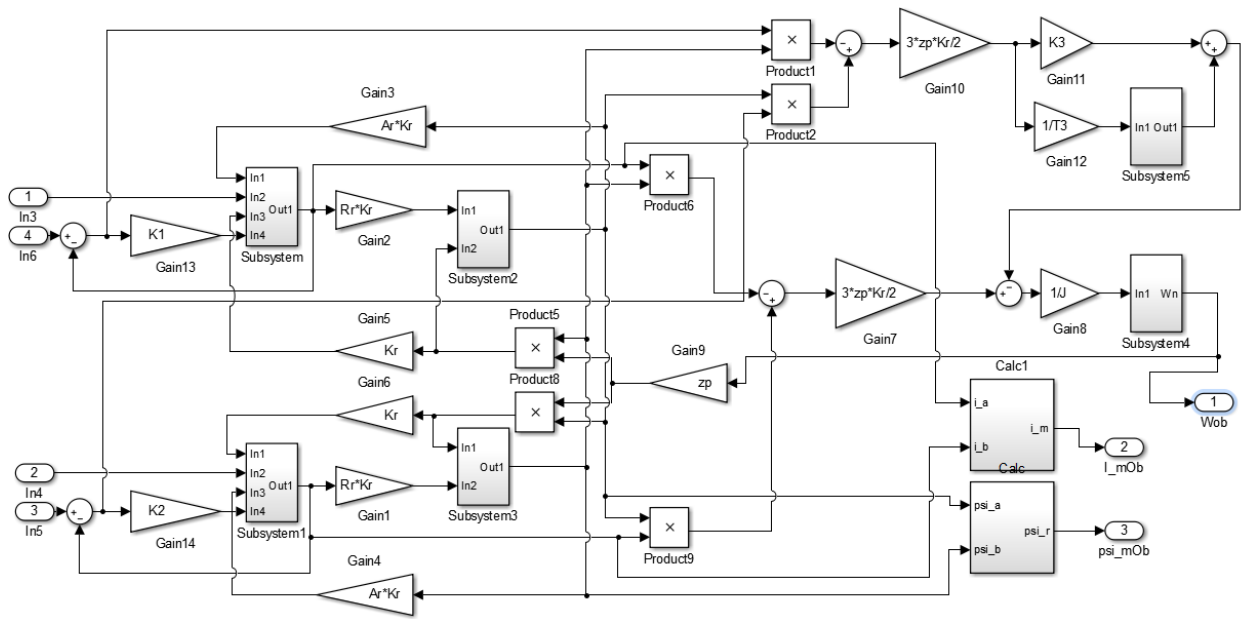 ×
Product1
- +
3*zp*Kr/2
Gain10
K3
Gain11
+ +
Gain3
Ar*Kr
×
Product2
1/T3
Gain12
In1 Out1
Subsystem5
×
Product6
1
In3
4
In6
+ -
K1
Gain13
In1
In2
In3
In4
Out1
Subsystem
Rr*Kr
Gain2
In1
In2
Out1
Subsystem2
- +
3*zp*Kr/2
Gain7
+ -
1/J
Gain8
In1 Wn
Subsystem4
Gain5
Kr
Product5
×
Product8
Gain9
zp
Gain6
Kr
×
Calc1
i_a
i_b
i_m
1
Wob
2
I_mOb
2
In4
3
In5
+ -
K2
Gain14
In1
In2
In3
In4
Out1
Subsystem1
Rr*Kr
Gain1
In1
In2
Out1
Subsystem3
×
Product9
Calc
psi_a
psi_b
psi_r
3
psi_mOb
Gain4
Ar*Kr